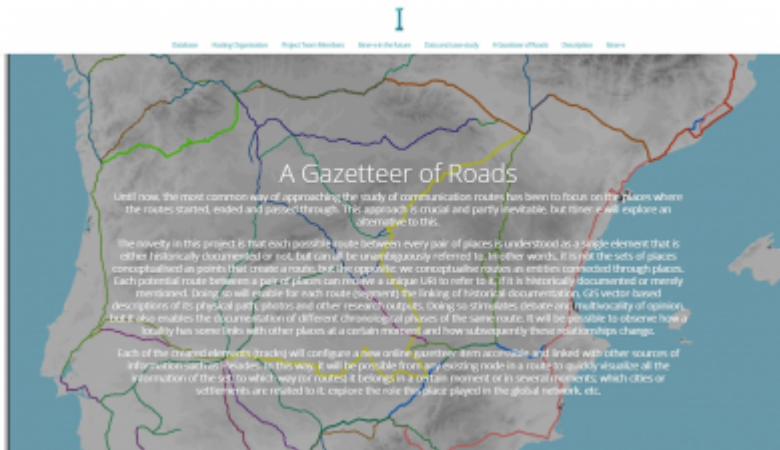 I
Database Hosting Organisation Project Team Members Itiner-e in the future Data and case-study A Gazetteer of Roads Description Itiner-e
A Gazetteer of Roads
Until now, the most common way of approaching the study of communication routes has been to focus on the places where
the routes started, ended and passed through. This approach is crucial and partly inevitable, but Itiner-e will explore an
alternative to this.
The novelty in this project is that each possible route between every pair of places is understood as a single element that is
either historically documented or not, but can be unambiguously referred to. In other words, it is not the sets of places
conceptualised as points that create a route, but the opposite: we conceptualise routes as entities connected through places.
Each potential route between a pair of places can receive a unique URI to refer to it, if it is historically documented or merely
mentioned. Doing so will enable for each route (segment) the linking of historical documentation, GIS vector-based
descriptions of its physical path, photos and other research outputs. Doing so stimulates debate and multivocality of opinion,
but it also enables the documentation of different chronological phases of the same route. It will be possible to observe how a
locality has some links with other places at a certain moment and how subsequently these relationships change.
Each of the created elements (tracks) will configure a new online gazetteer item accessible and linked with other sources of
information such as Pleiades. In this way, it will be possible from any existing node in a route to quickly visualize all the
information of the set to which way (or routes) it belongs in a certain moment or in several moments, which cities or
settlements are related to it, explore the role this place played in the global network, etc.